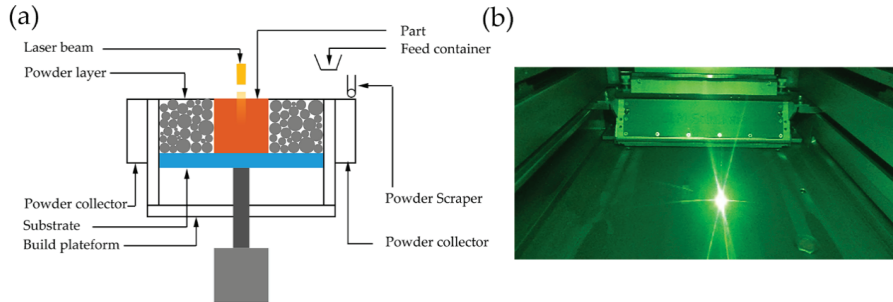 (a)
(b)
Laser beam
Part
Feed container
Powder layer
Powder collector
Powder Scraper
Substrate
Build plateform
Powder collector